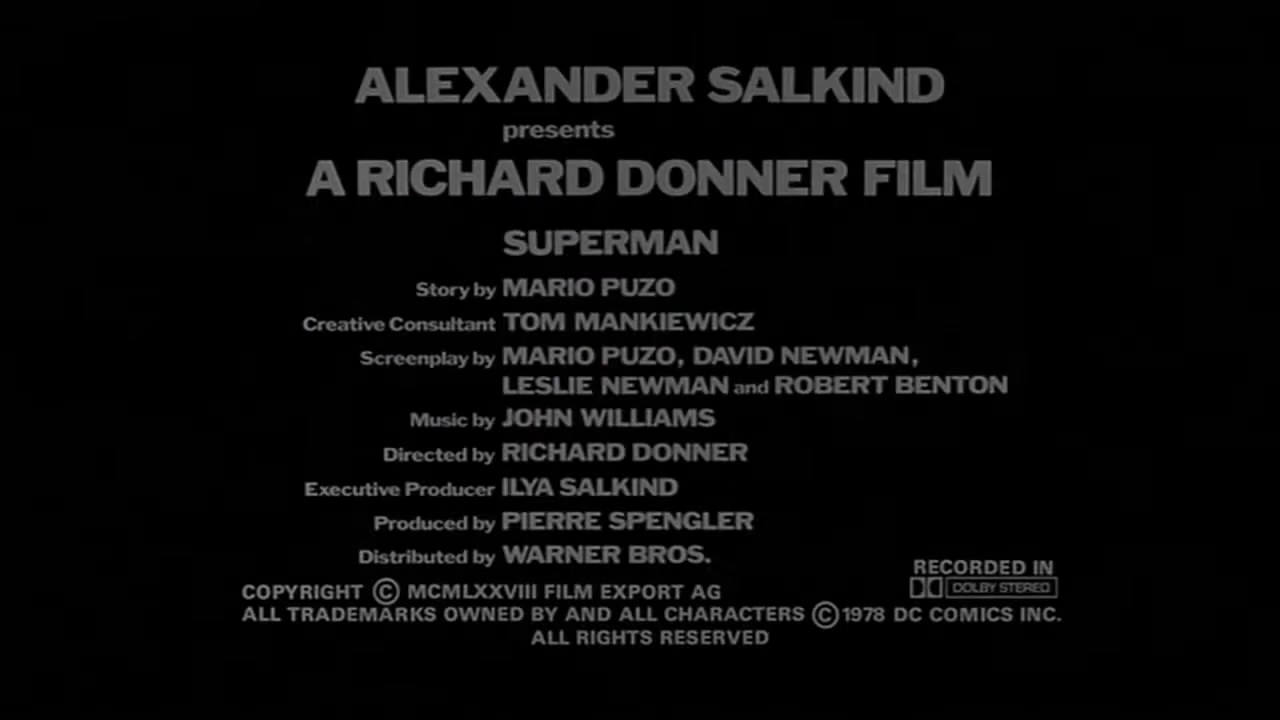 ALEXANDER SALKIND
presents
A RICHARD DONNER FILM
SUPERMAN
Story by MARIO PUZO
Creative Consultant TOM MANKIEWICZ
Screenplay by MARIO PUZO, DAVID NEWMAN,
LESLIE NEWMAN and ROBERT BENTON
Music by JOHN WILLIAMS
Directed by RICHARD DONNER
Executive Producer ILYA SALKIND
Produced by PIERRE SPENGLER
Distributed by WARNER BROS.
RECORDED IN
DOLBY STEREO
COPYRIGHT © MCMLXXVIII FILM EXPORT AG
ALL TRADEMARKS OWNED BY AND ALL CHARACTERS © 1978 DC COMICS INC.
ALL RIGHTS RESERVED